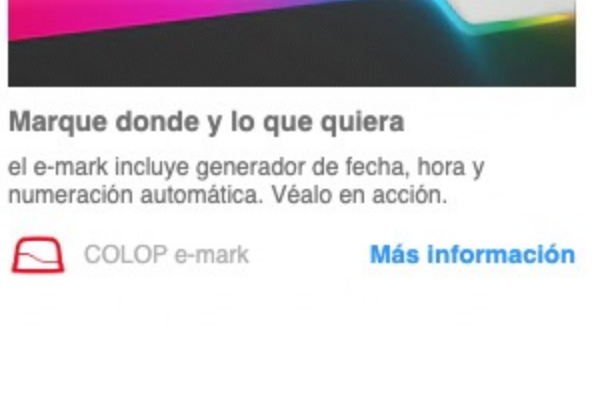 Marque donde y lo que quiera
el e-mark incluye generador de fecha, hora y
numeración automática. Véalo en acción.
COLOP e-mark
Más información